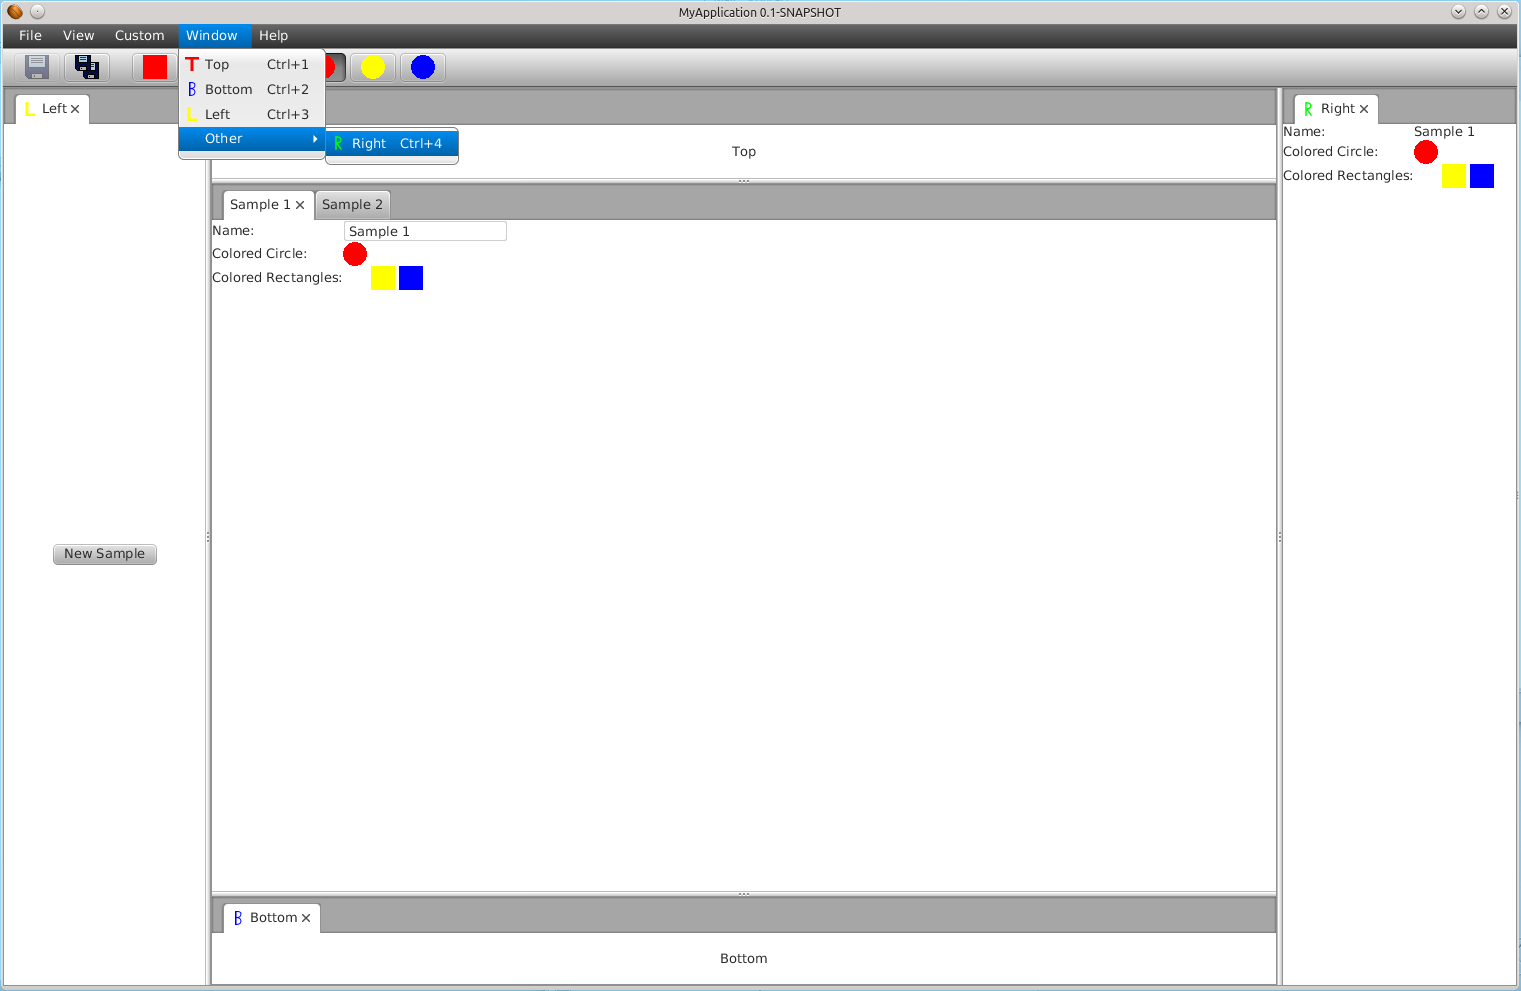 MyApplication 0.1-SNAPSHOT
File View Custom Window Help
T Top Ctrl+1
B Bottom Ctrl+2
L Left Ctrl+3
Other
R Right Ctrl+4
L Left
Top
Sample 1 Sample 2
Name: Sample 1
Colored Circle:
Colored Rectangles:
New Sample
B Bottom
Bottom
R Right
Name: Sample 1
Colored Circle:
Colored Rectangles: